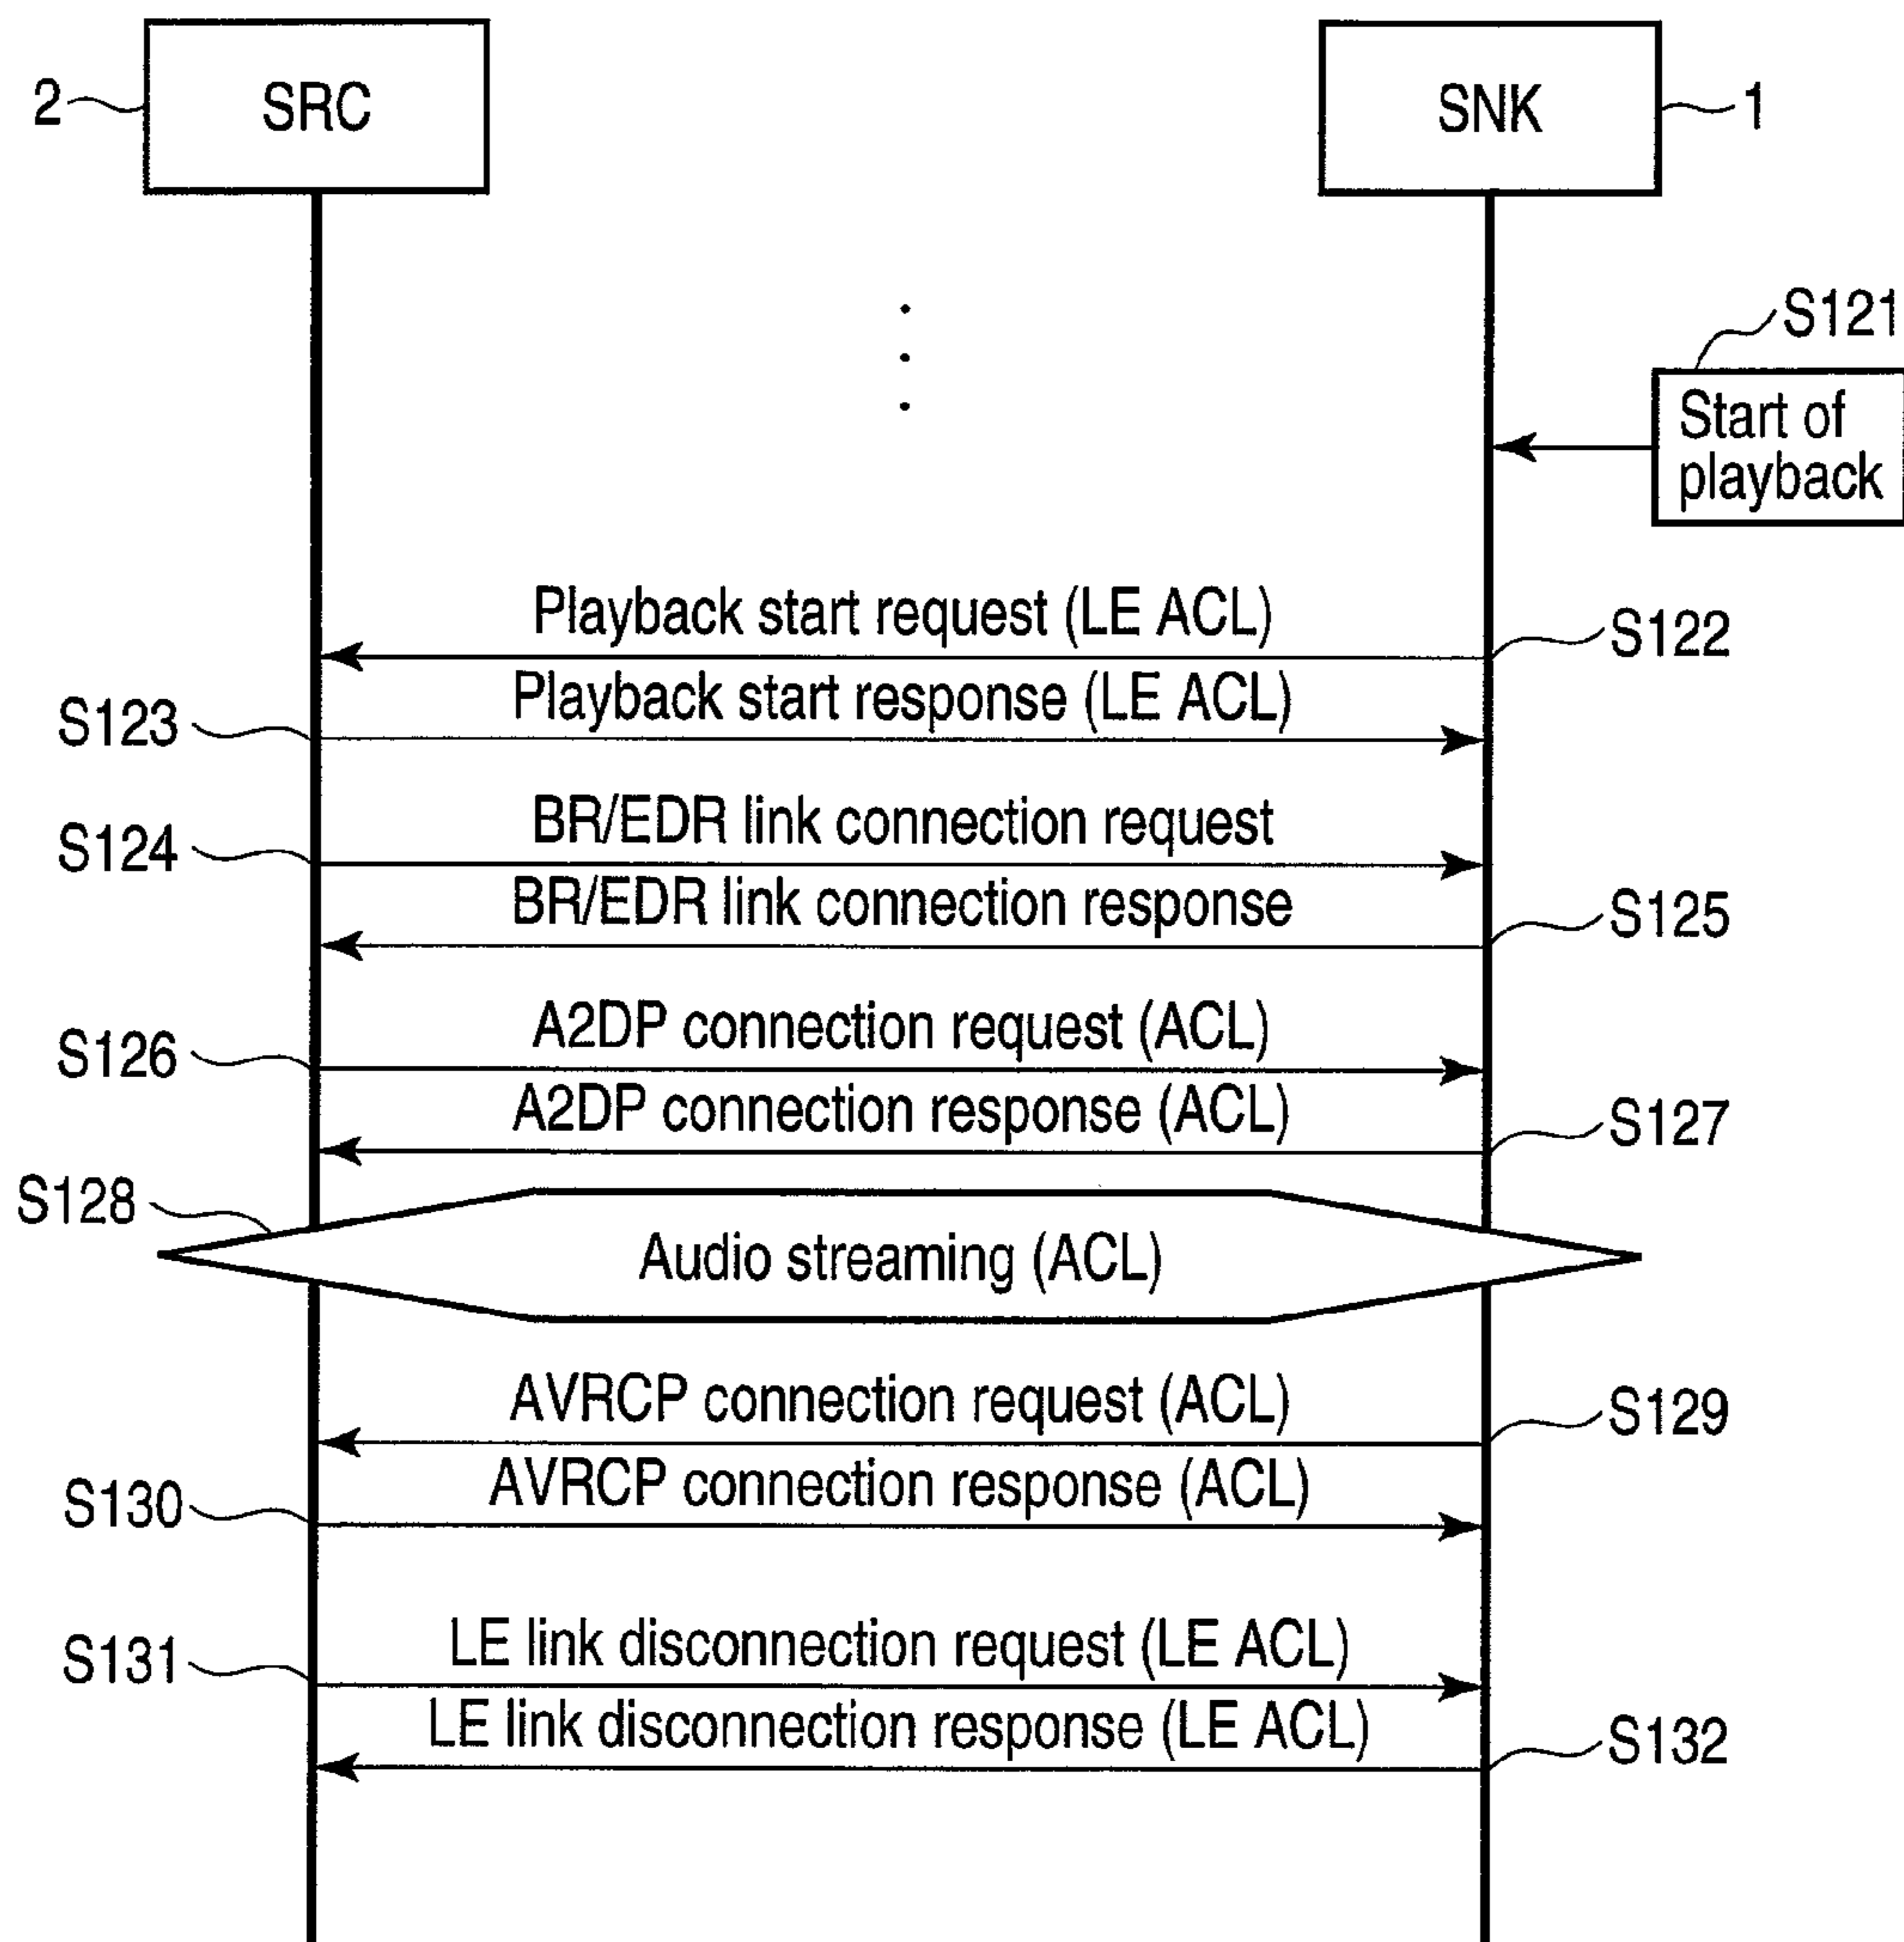 2
SRC
SNK
1
S121
Start of
playback
Playback start request (LE ACL)
S122
Playback start response (LE ACL)
S123
BR/EDR link connection request
S124
BR/EDR link connection response
S125
A2DP connection request (ACL)
S126
A2DP connection response (ACL)
S127
S128
Audio streaming (ACL)
AVRCP connection request (ACL)
S129
AVRCP connection response (ACL)
S130
LE link disconnection request (LE ACL)
S131
LE link disconnection response (LE ACL)
S132